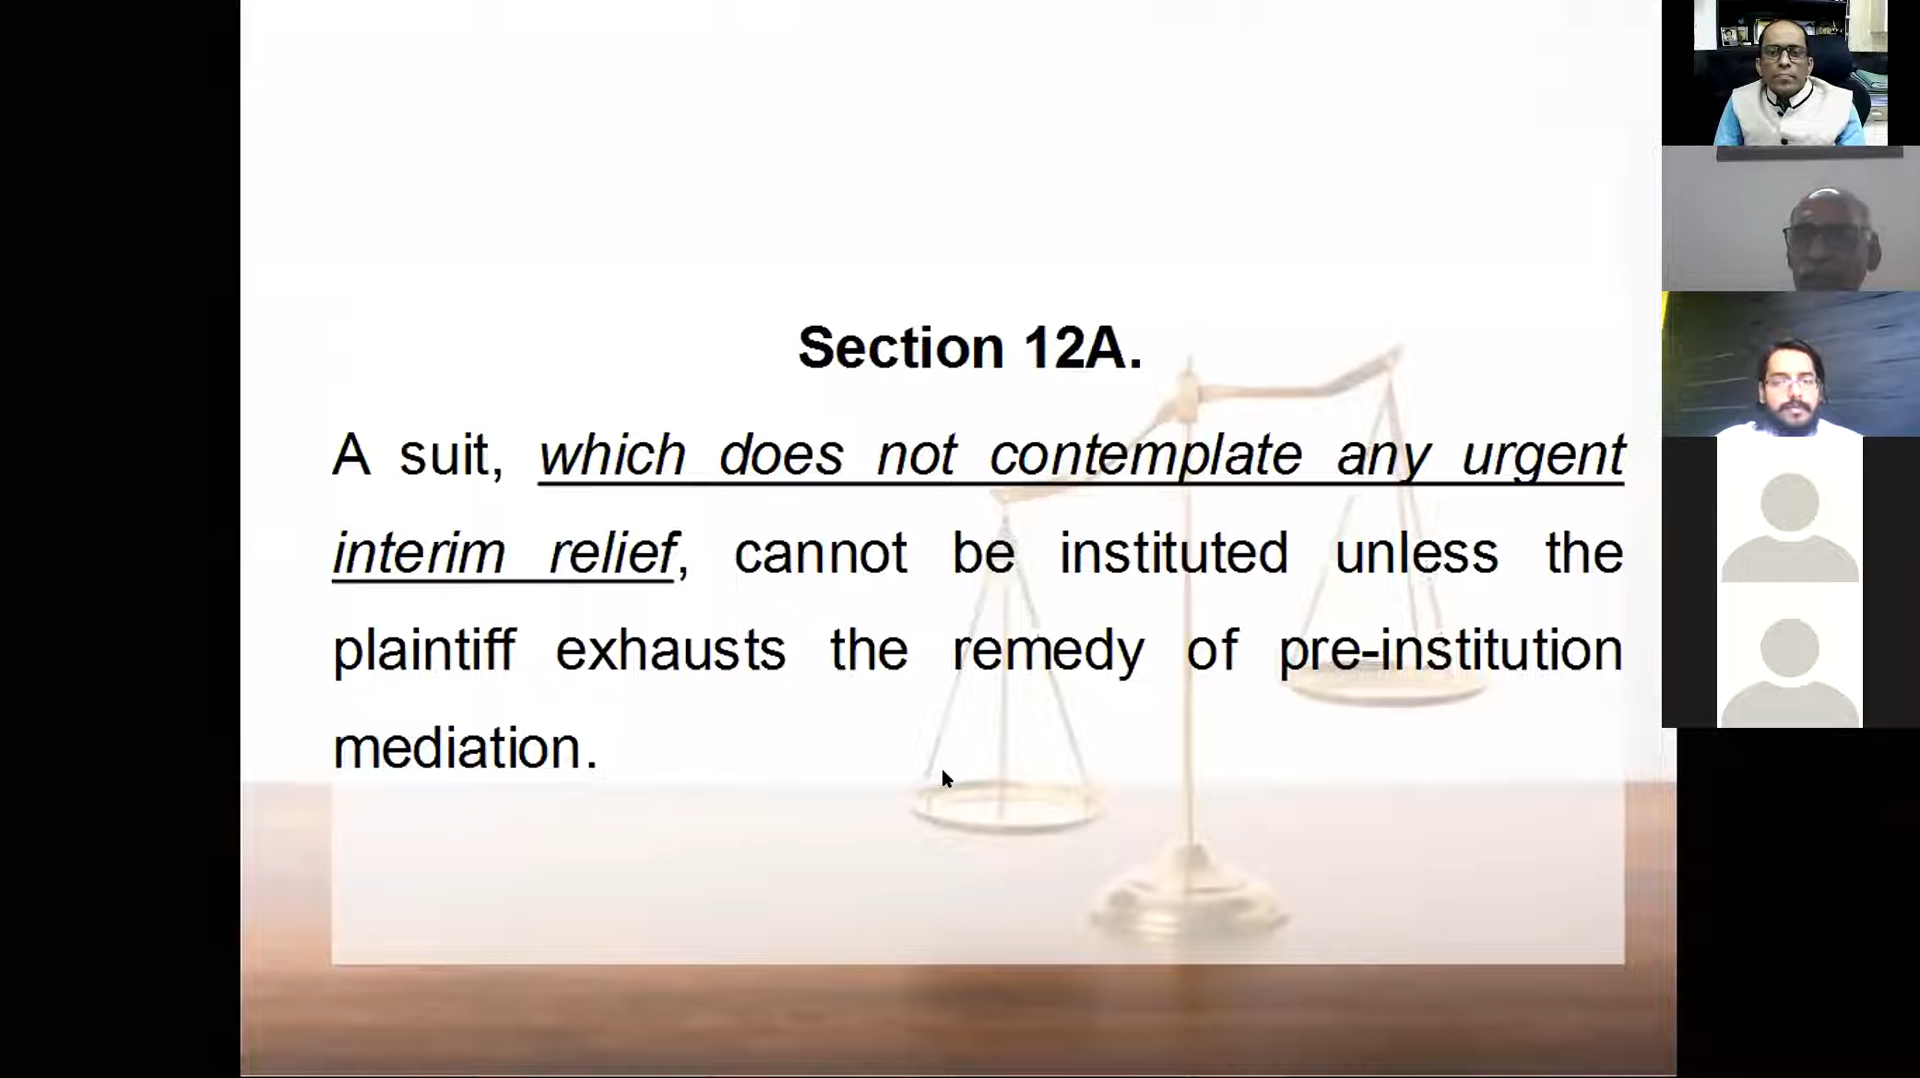 Section 12A.
A suit, which does not contemplate any urgent
interim relief, cannot be instituted unless the
plaintiff exhausts the remedy of pre-institution
mediation.